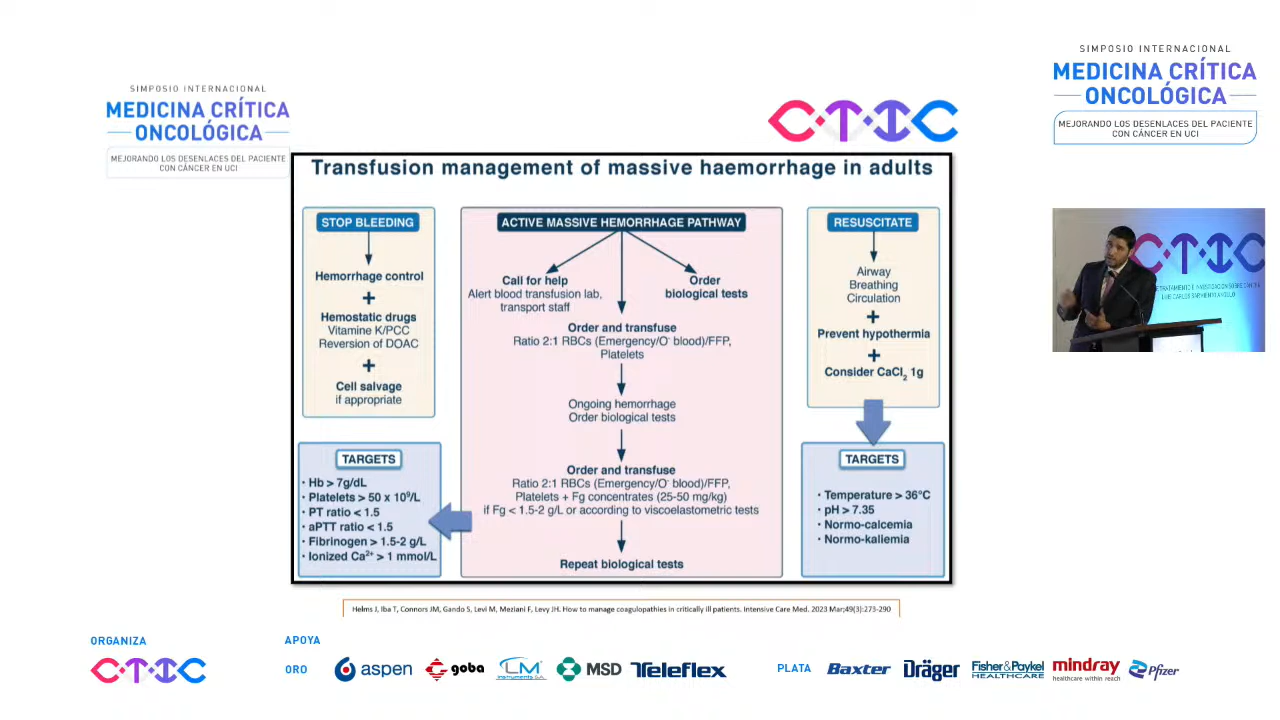 SIMPOSIO INTERNACIONAL
MEDICINA CRÍTICA
ONCOLÓGICA
MEJORANDO LOS DESENLACES DEL PACIENTE
CON CÁNCER EN UCI
CTIC
SIMPOSIO INTERNACIONAL
MEDICINA CRÍTICA
ONCOLÓGICA
MEJORANDO LOS DESENLACES DEL PACIENTE
CON CÁNCER EN UCI
Transfusion management of massive haemorrhage in adults
STOP BLEEDING
Hemorrhage control
+
Hemostatic drugs
Vitamine K/PCC
Reversion of DOAC
+
Cell salvage
if appropriate
TARGETS
· Hb > 7g/dL
· Platelets > 50 x 10⁹/L
· PT ratio < 1.5
· aPTT ratio < 1.5
· Fibrinogen > 1.5-2 g/L
· Ionized Ca²⁺ > 1 mmol/L
ACTIVE MASSIVE HEMORRHAGE PATHWAY
Call for help
Alert blood transfusion lab,
transport staff
Order
biological tests
Order and transfuse
Ratio 2:1 RBCs (Emergency/O⁻ blood)/FFP,
Platelets
Ongoing hemorrhage
Order biological tests
Order and transfuse
Ratio 2:1 RBCs (Emergency/O⁻ blood)/FFP,
Platelets + Fg concentrates (25-50 mg/kg)
if Fg < 1.5-2 g/L or according to viscoelastometric tests
Repeat biological tests
RESUSCITATE
Airway
Breathing
Circulation
+
Prevent hypothermia
+
Consider CaCl₂ 1g
TARGETS
· Temperature > 36°C
· pH > 7.35
· Normo-calcemia
· Normo-kaliemia
CTIC
LUIS CARLOS SARMIENTO ANGULO
Helms J, Iba T, Connors JM, Gando S, Levi M, Meziani F, Levy JH. How to manage coagulopathies in critically ill patients. Intensive Care Med. 2023 Mar;49(3):273-290
ORGANIZA
CTIC
APOYA
ORO
aspen
goba
LM
instruments S.A.
MSD
Teleflex
PLATA
Baxter
Dräger
Fisher&Paykel
HEALTHCARE
mindray
healthcare within reach
Pfizer